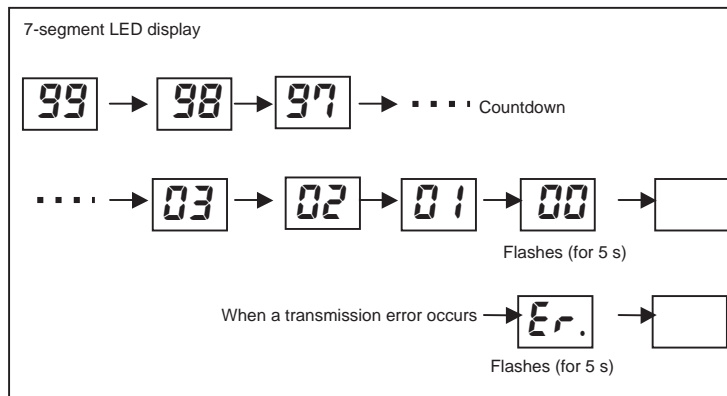 7-segment LED display
99 98 97 Countdown
03 02 01 00
Flashes (for 5 s)
When a transmission error occurs Er.
Flashes (for 5 s)